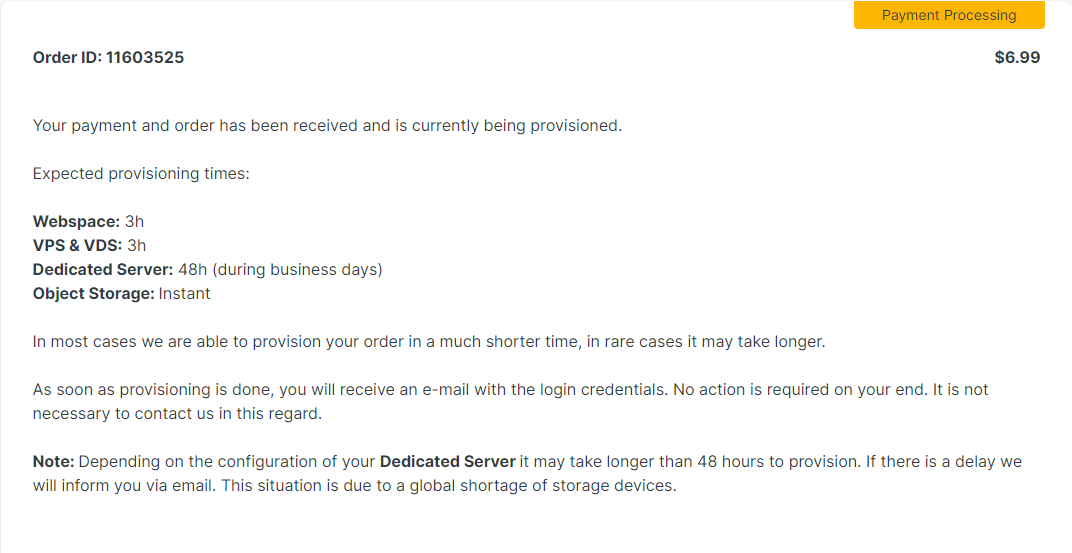 Payment Processing
Order ID: 11603525
$6.99
Your payment and order has been received and is currently being provisioned.
Expected provisioning times:
Webspace: 3h
VPS & VDS: 3h
Dedicated Server: 48h (during business days)
Object Storage: Instant
In most cases we are able to provision your order in a much shorter time, in rare cases it may take longer.
As soon as provisioning is done, you will receive an e-mail with the login credentials. No action is required on your end. It is not
necessary to contact us in this regard.
Note: Depending on the configuration of your Dedicated Server it may take longer than 48 hours to provision. If there is a delay we
will inform you via email. This situation is due to a global shortage of storage devices.